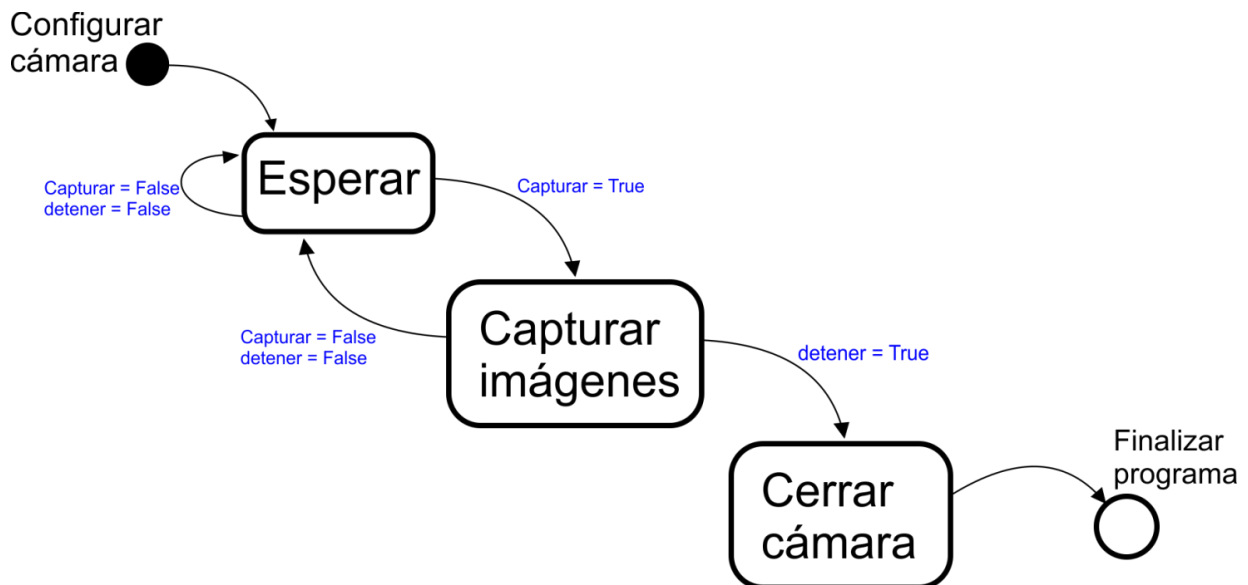 Configurar
cámara
Esperar
Capturar = False
detener = False
Capturar = True
Capturar
imágenes
Capturar = False
detener = False
detener = True
Cerrar
cámara
Finalizar
programa